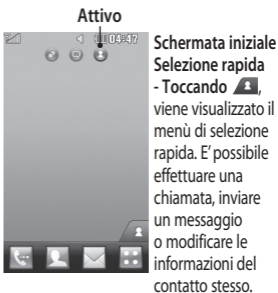 Attivo
04:47
Schermata iniziale
Selezione rapida
- Toccando ,
viene visualizzato il
menù di selezione
rapida. E' possibile
effettuare una
chiamata, inviare
un messaggio
o modificare le
informazioni del
contatto stesso.